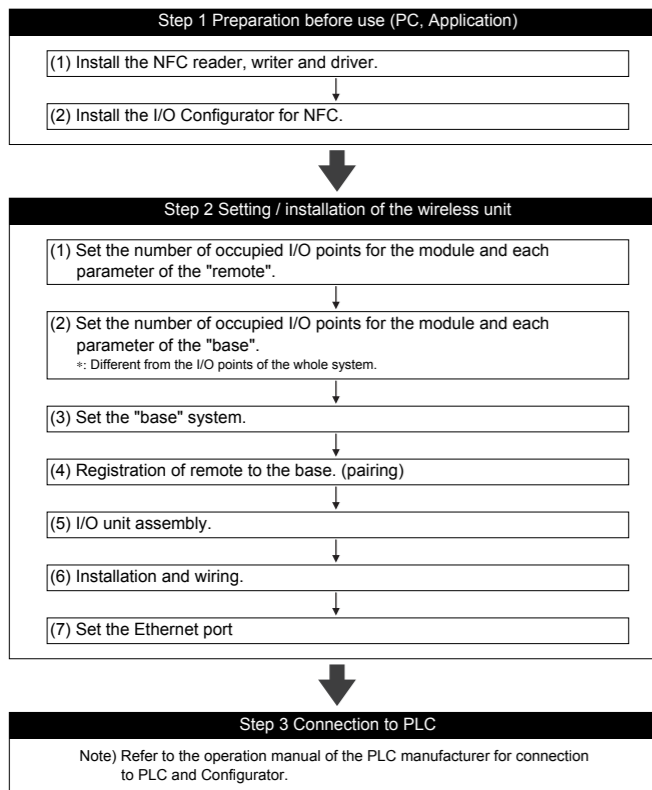 Step 1 Preparation before use (PC, Application)
(1) Install the NFC reader, writer and driver.
(2) Install the I/O Configurator for NFC.
Step 2 Setting / installation of the wireless unit
(1) Set the number of occupied I/O points for the module and each
parameter of the "remote".
(2) Set the number of occupied I/O points for the module and each
parameter of the "base".
∗: Different from the I/O points of the whole system.
(3) Set the "base" system.
(4) Registration of remote to the base. (pairing)
(5) I/O unit assembly.
(6) Installation and wiring.
(7) Set the Ethernet port
Step 3 Connection to PLC
Note) Refer to the operation manual of the PLC manufacturer for connection
to PLC and Configurator.